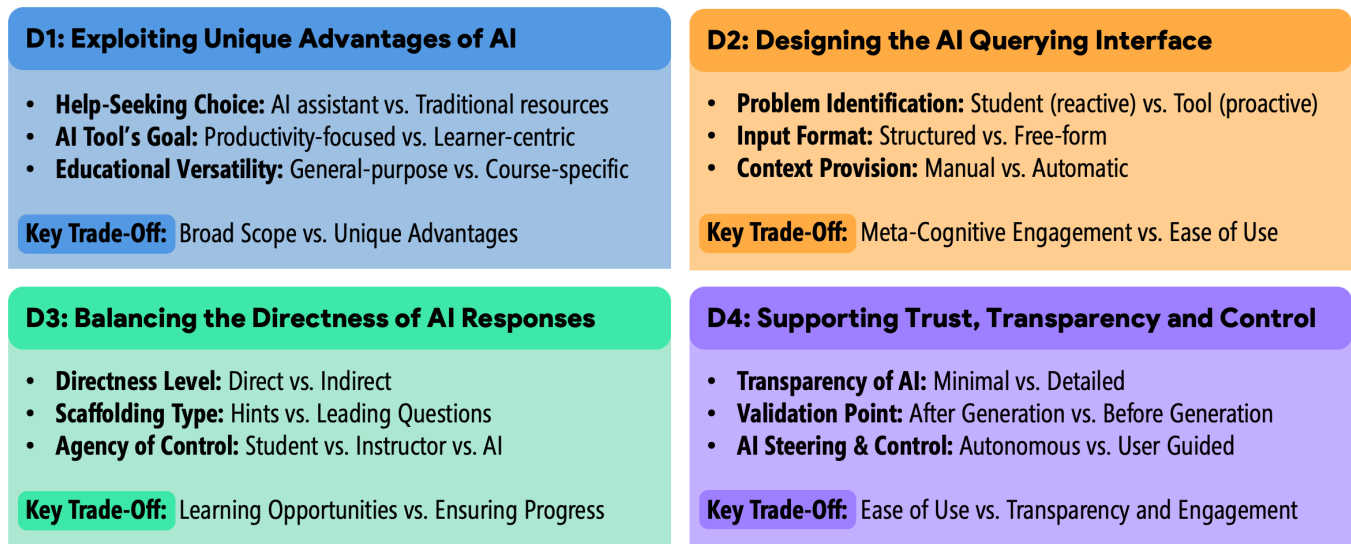 D1: Exploiting Unique Advantages of AI
• Help-Seeking Choice: AI assistant vs. Traditional resources
• AI Tool's Goal: Productivity-focused vs. Learner-centric
• Educational Versatility: General-purpose vs. Course-specific
Key Trade-Off: Broad Scope vs. Unique Advantages
D2: Designing the AI Querying Interface
• Problem Identification: Student (reactive) vs. Tool (proactive)
• Input Format: Structured vs. Free-form
• Context Provision: Manual vs. Automatic
Key Trade-Off: Meta-Cognitive Engagement vs. Ease of Use
D3: Balancing the Directness of AI Responses
• Directness Level: Direct vs. Indirect
• Scaffolding Type: Hints vs. Leading Questions
• Agency of Control: Student vs. Instructor vs. AI
Key Trade-Off: Learning Opportunities vs. Ensuring Progress
D4: Supporting Trust, Transparency and Control
• Transparency of AI: Minimal vs. Detailed
• Validation Point: After Generation vs. Before Generation
• AI Steering & Control: Autonomous vs. User Guided
Key Trade-Off: Ease of Use vs. Transparency and Engagement